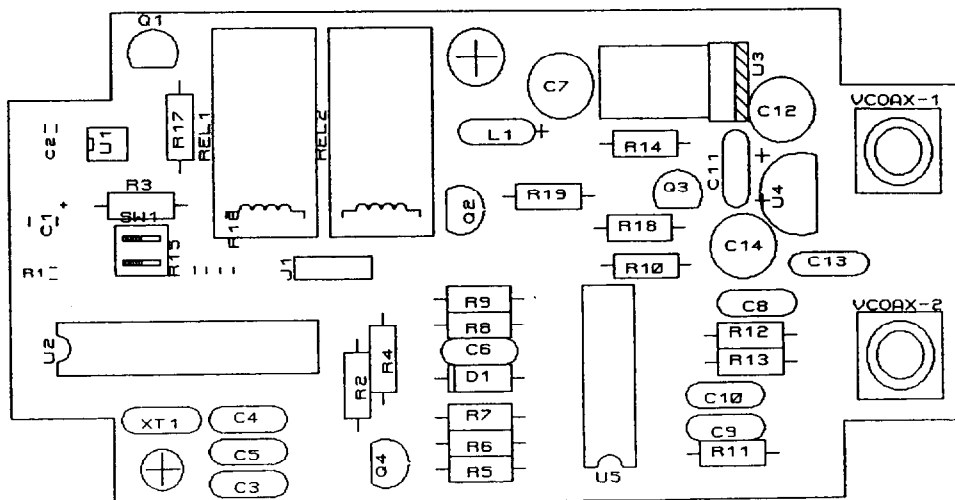 Q1
U3
C7
C12
VCOAX-1
C2
U1
R17
REL1
REL2
L1
+
R14
C11
+
R3
C1
+
SW1
R19
Q2
Q3
U4
+
R18
C14
R1
R15
J1
R10
C13
R9
C8
VCOAX-2
R8
R12
U2
C6
R13
R4
R2
D1
C10
XT1
C4
R7
C9
C5
Q4
R6
R11
C3
R5
U5